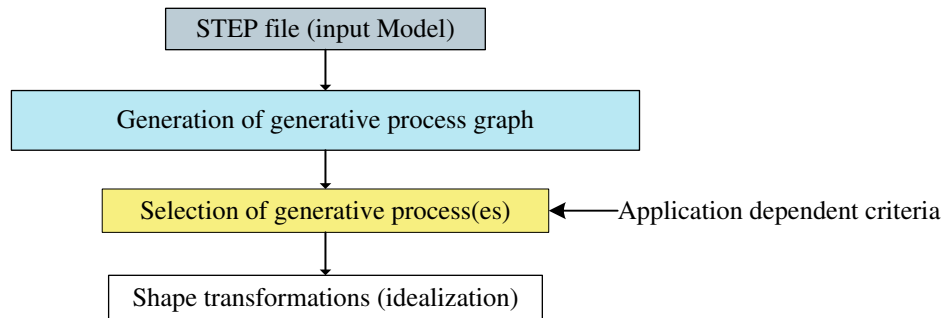 STEP file (input Model)
Generation of generative process graph
Selection of generative process(es)
Application dependent criteria
Shape transformations (idealization)